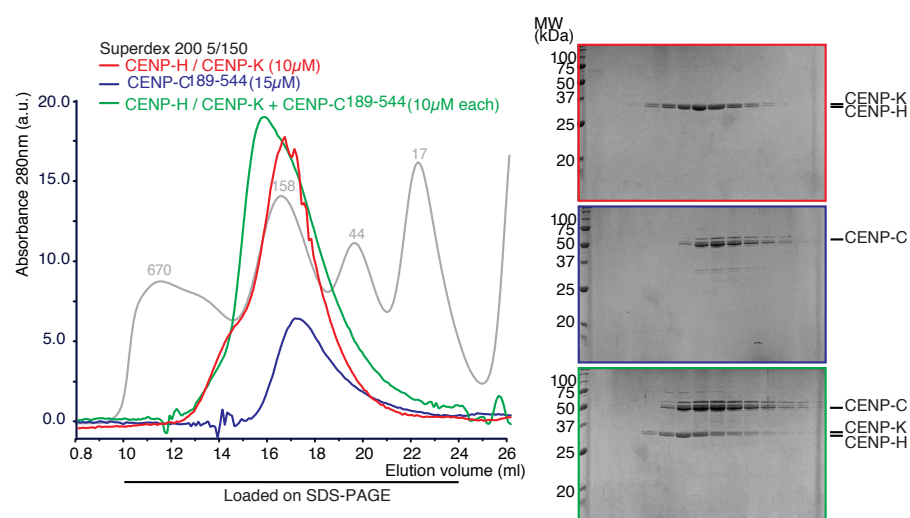 Superdex 200 5/150
CENP-H / CENP-K (10µM)
CENP-C189-544 (15µM)
CENP-H / CENP-K + CENP-C189-544 (10µM each)
Absorbance 280nm (a.u.)
20.0
15.0
10.0
5.0
0.0
670
158
44
17
0.8 10 12 14 16 18 20 22 24 26
Elution volume (ml)
Loaded on SDS-PAGE
MW
(kDa)
100
75
50
37
25
20
CENP-K
CENP-H
100
75
50
37
25
20
CENP-C
100
75
50
37
25
20
CENP-C
CENP-K
CENP-H